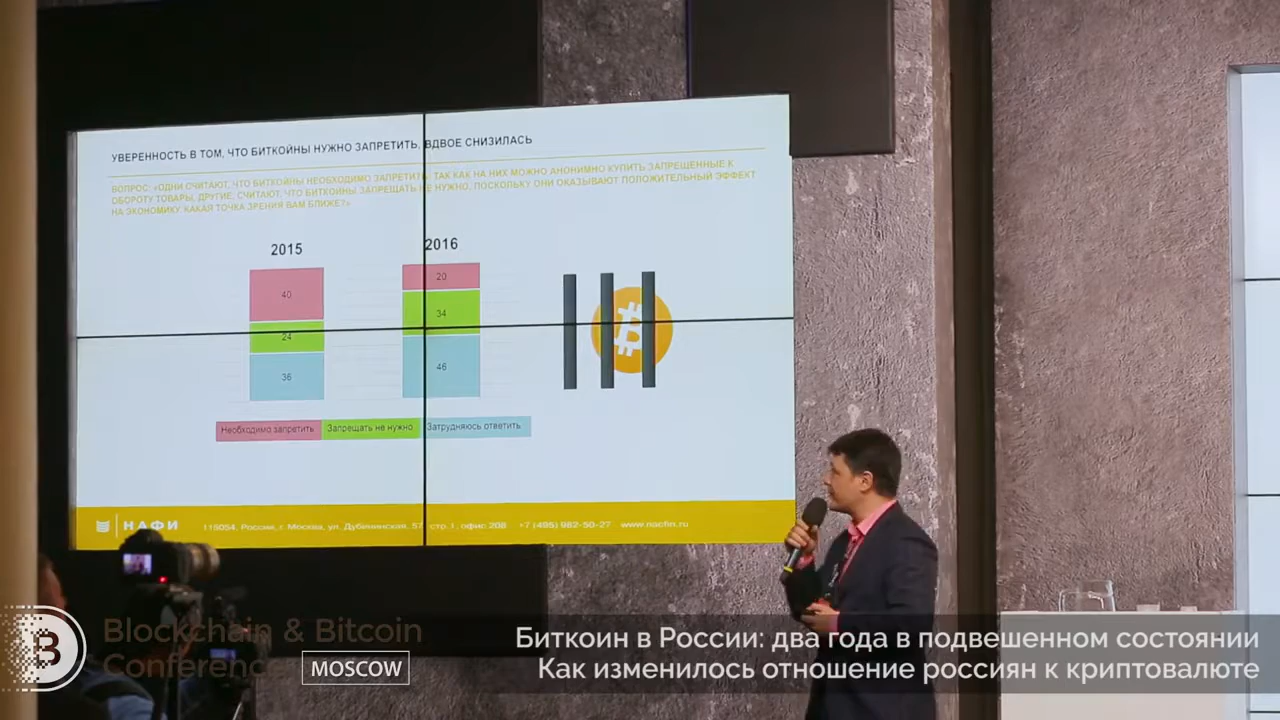 УВЕРЕННОСТЬ В ТОМ, ЧТО БИТКОЙНЫ НУЖНО ЗАПРЕТИТЬ, ВДВОЕ СНИЗИЛАСЬ
ВОПРОС: «ОДНИ СЧИТАЮТ, ЧТО БИТКОЙНЫ НЕОБХОДИМО ЗАПРЕТИТЬ, ТАК КАК НА НИХ МОЖНО АНОНИМНО КУПИТЬ ЗАПРЕЩЕННЫЕ К
ОБОРОТУ ТОВАРЫ, ДРУГИЕ, СЧИТАЮТ, ЧТО БИТКОЙНЫ ЗАПРЕЩАТЬ НЕ НУЖНО, ПОСКОЛЬКУ ОНИ ОКАЗЫВАЮТ ПОЛОЖИТЕЛЬНЫЙ ЭФФЕКТ
НА ЭКОНОМИКУ. КАКАЯ ТОЧКА ЗРЕНИЯ ВАМ БЛИЖЕ?»
2015 2016
40 20
24 34
36 46
Необходимо запретить Запрещать не нужно Затрудняюсь ответить
НАФИ 115054, Россия, г. Москва, ул. Дубининская, 57, стр. 1, офис 208 +7 (495) 982-50-27 www.nacfin.ru
Blockchain & Bitcoin
Conference MOSCOW
Биткоин в России: два года в подвешенном состоянии
Как изменилось отношение россиян к криптовалюте